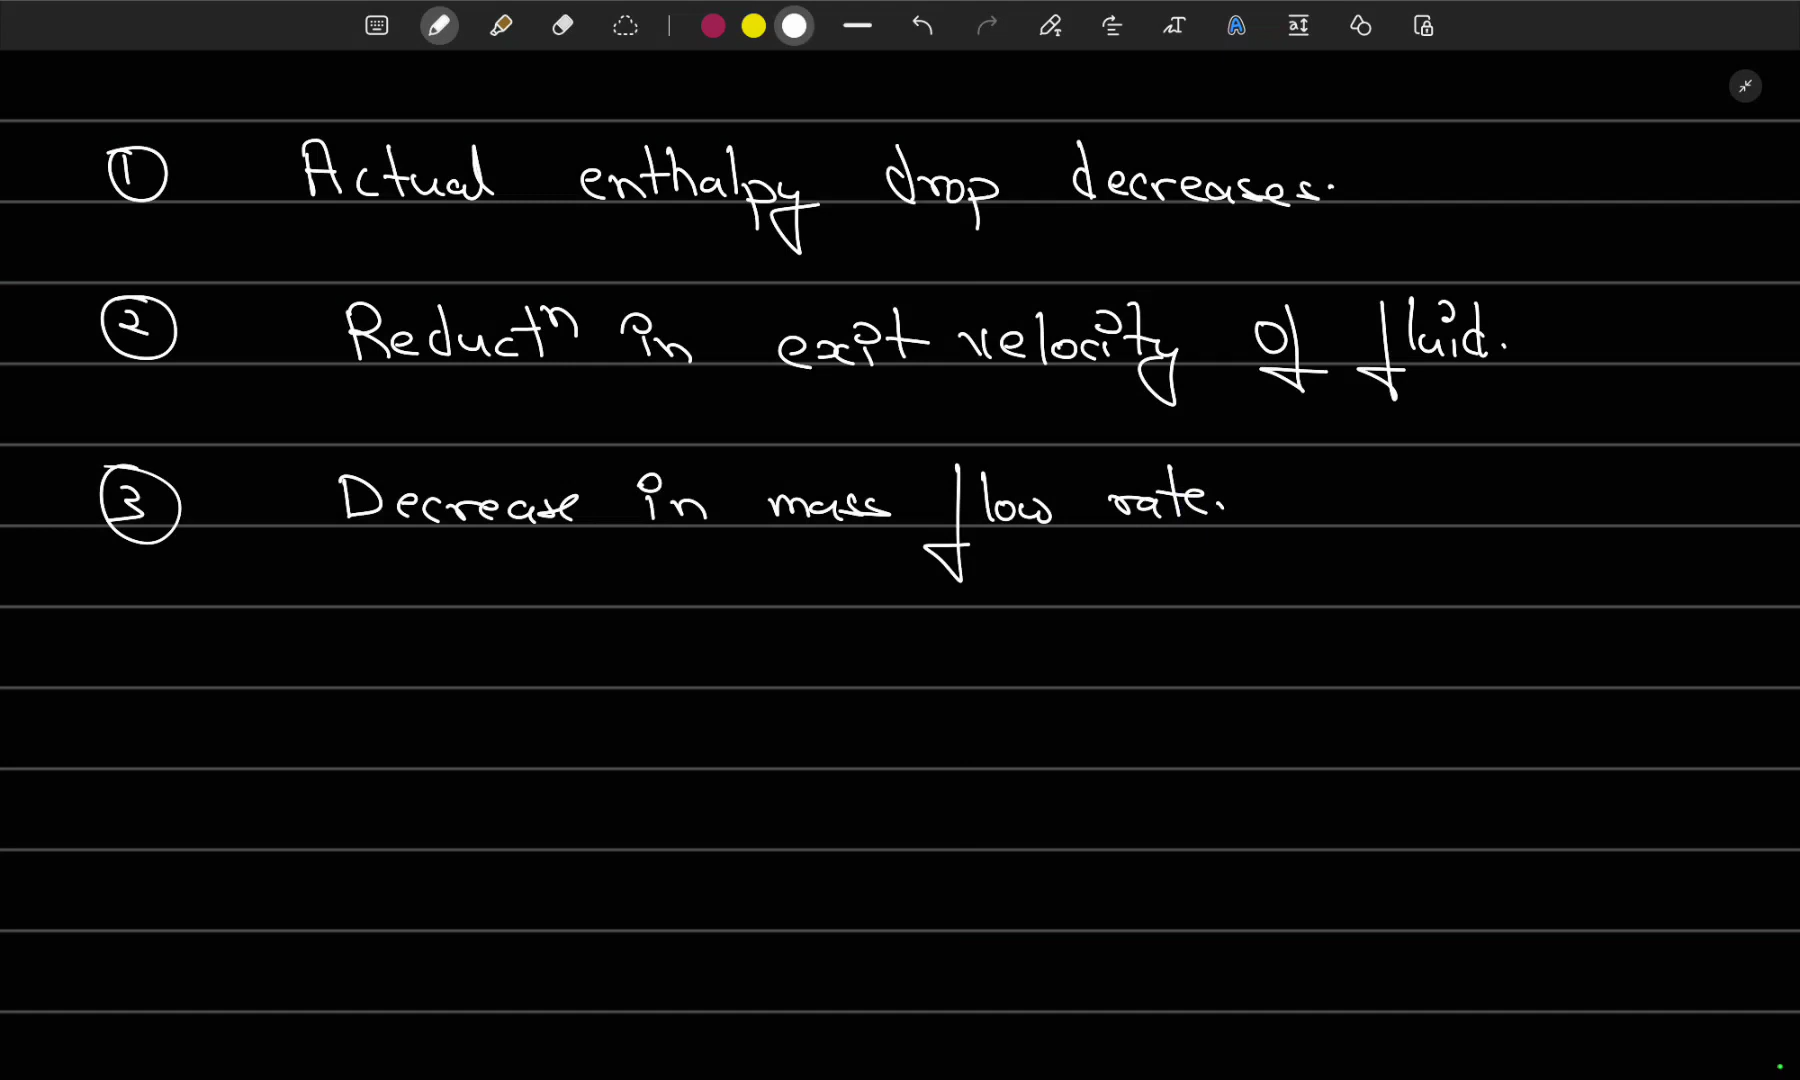 ① Actual enthalpy drop decreases.
② Reductⁿ in exit velocity of fluid.
③ Decrease in mass flow rate.